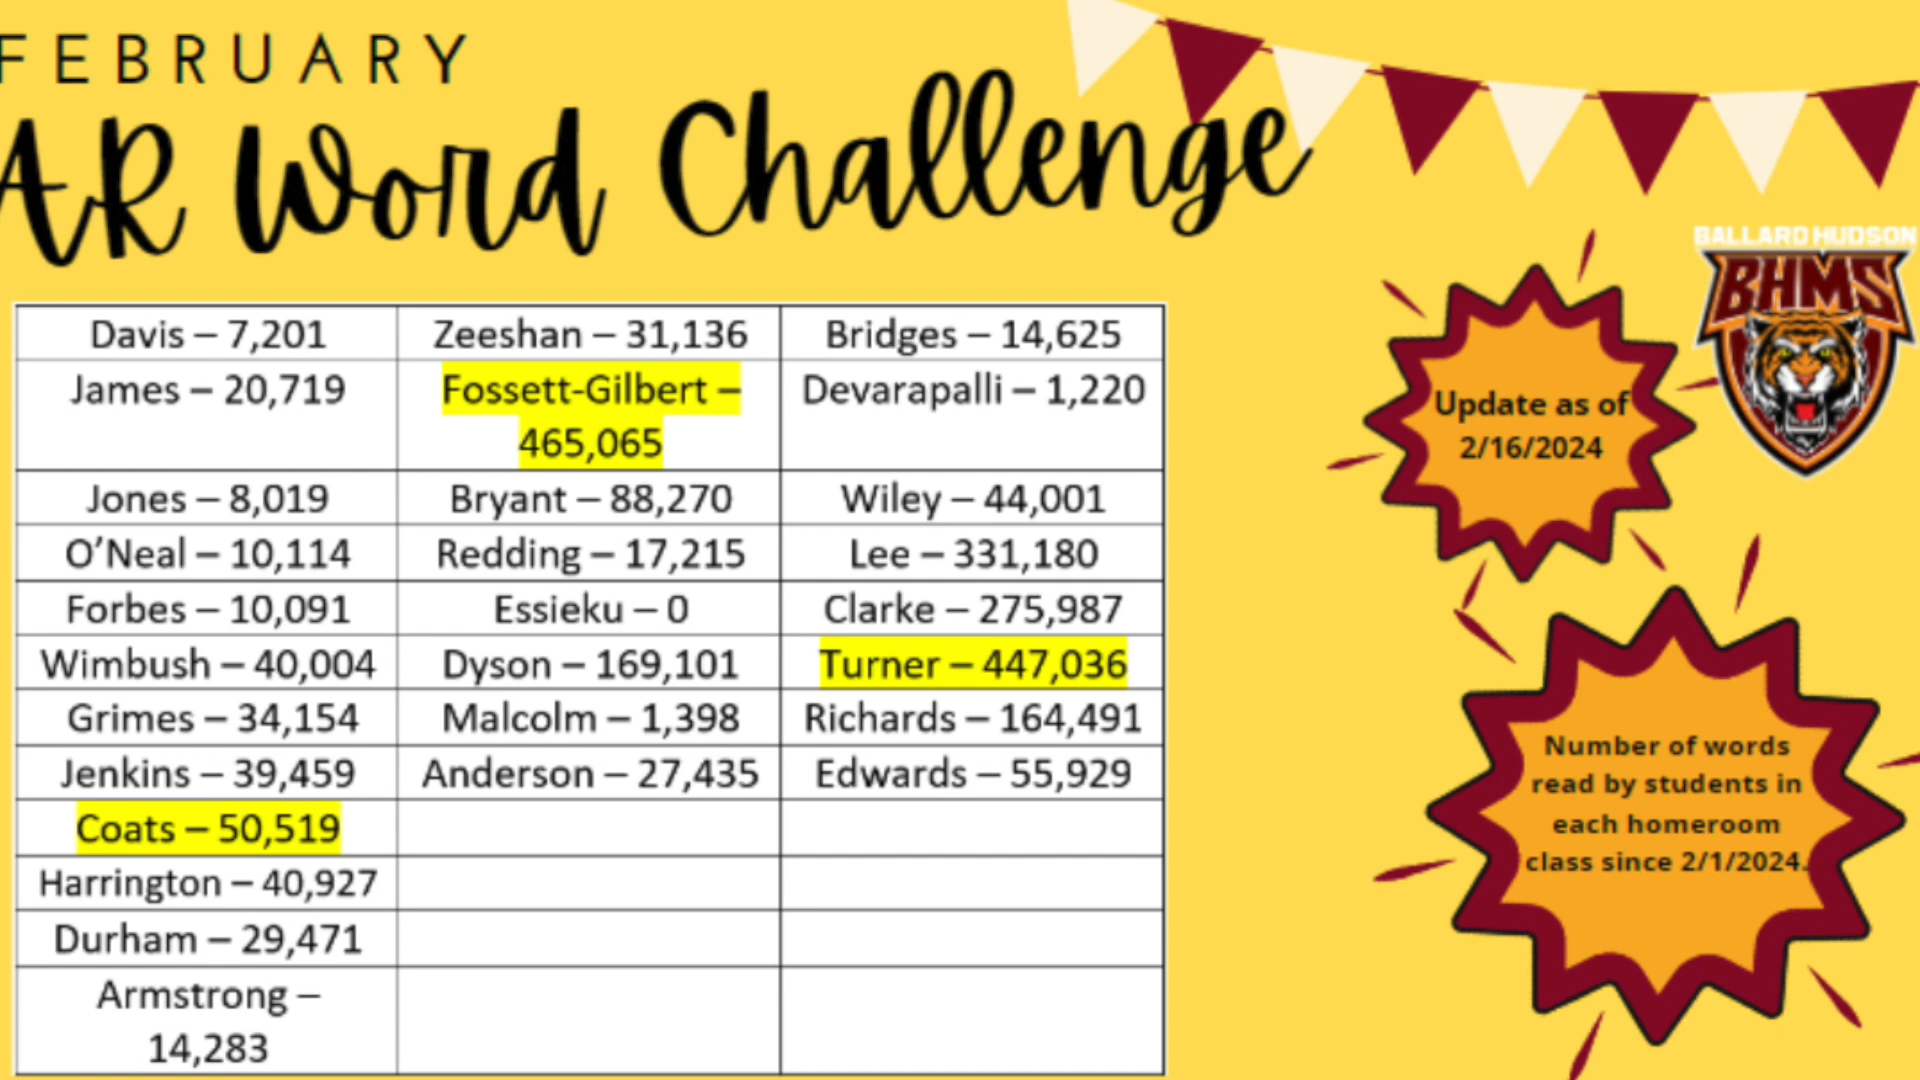 FEBRUARY
AR Word Challenge
BALLARD HUDSON
BHMS
Update as of
2/16/2024
Davis – 7,201
Zeeshan – 31,136
Bridges – 14,625
James – 20,719
Fossett-Gilbert –
465,065
Devarapalli – 1,220
Jones – 8,019
Bryant – 88,270
Wiley – 44,001
O’Neal – 10,114
Redding – 17,215
Lee – 331,180
Forbes – 10,091
Essieku – 0
Clarke – 275,987
Wimbush – 40,004
Dyson – 169,101
Turner – 447,036
Grimes – 34,154
Malcolm – 1,398
Richards – 164,491
Jenkins – 39,459
Anderson – 27,435
Edwards – 55,929
Coats – 50,519
Harrington – 40,927
Durham – 29,471
Armstrong –
14,283
Number of words
read by students in
each homeroom
class since 2/1/2024.